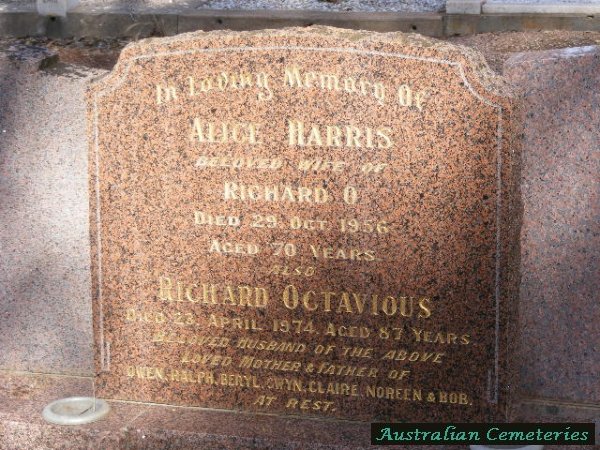 In Loving Memory Of
ALICE HARRIS
BELOVED WIFE OF
RICHARD O
DIED 29. OCT 1956
AGED 70 YEARS
ALSO
RICHARD OCTAVIOUS
DIED 23. APRIL 1974. AGED 87 YEARS
BELOVED HUSBAND OF THE ABOVE
LOVED MOTHER & FATHER OF
OWEN, RALPH, BERYL, GWYN, CLAIRE, NOREEN & BOB.
AT REST.
Australian Cemeteries